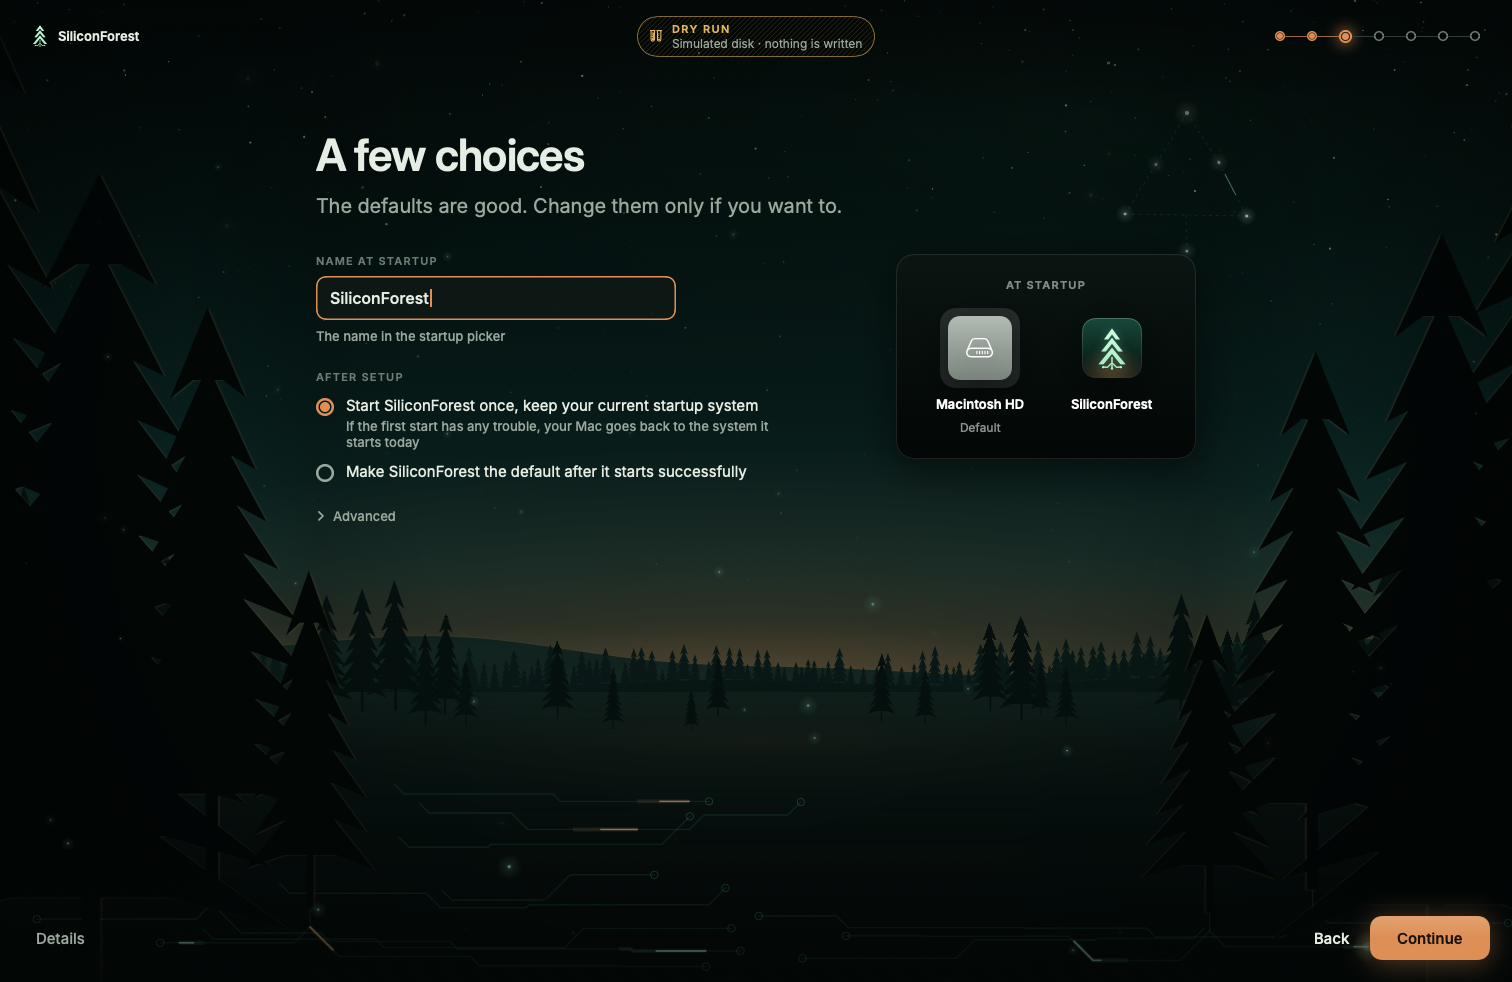 SiliconForest
DRY RUN
Simulated disk · nothing is written
A few choices
The defaults are good. Change them only if you want to.
NAME AT STARTUP
SiliconForest
The name in the startup picker
AFTER SETUP
Start SiliconForest once, keep your current startup system
If the first start has any trouble, your Mac goes back to the system it
starts today
Make SiliconForest the default after it starts successfully
Advanced
AT STARTUP
Macintosh HD
SiliconForest
Default
Details
Back
Continue